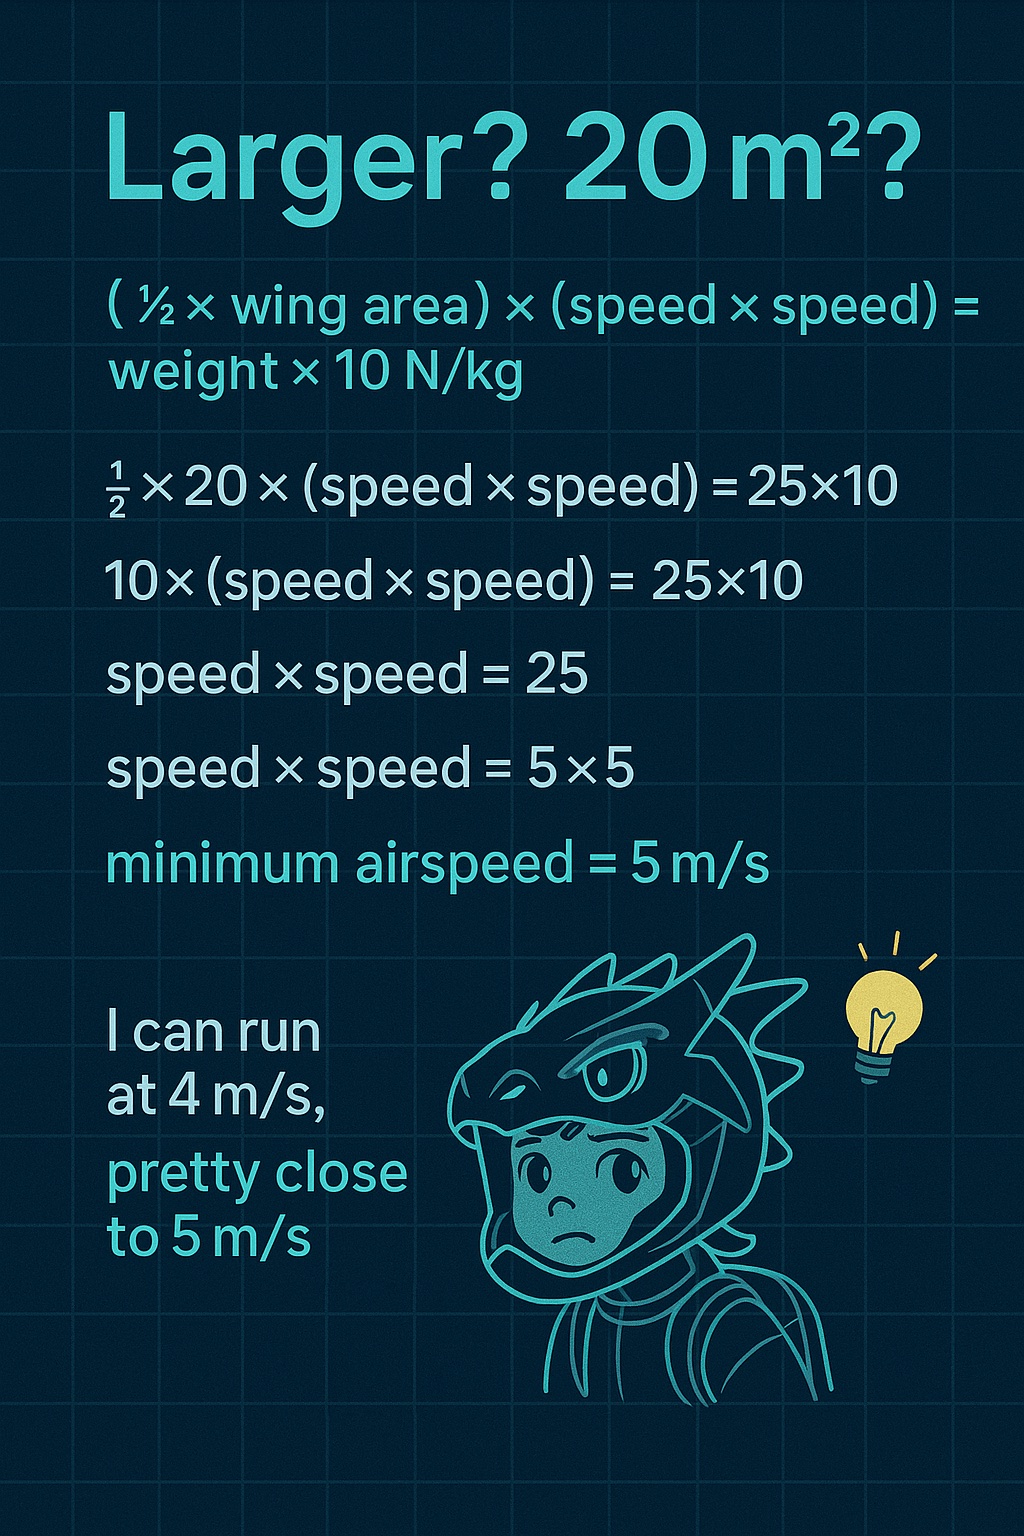 Larger? 20 m²?
( ½ × wing area) × (speed × speed) =
weight × 10 N/kg
½ × 20 × (speed × speed) = 25×10
10× (speed × speed) = 25×10
speed × speed = 25
speed × speed = 5×5
minimum airspeed = 5 m/s
I can run
at 4 m/s,
pretty close
to 5 m/s